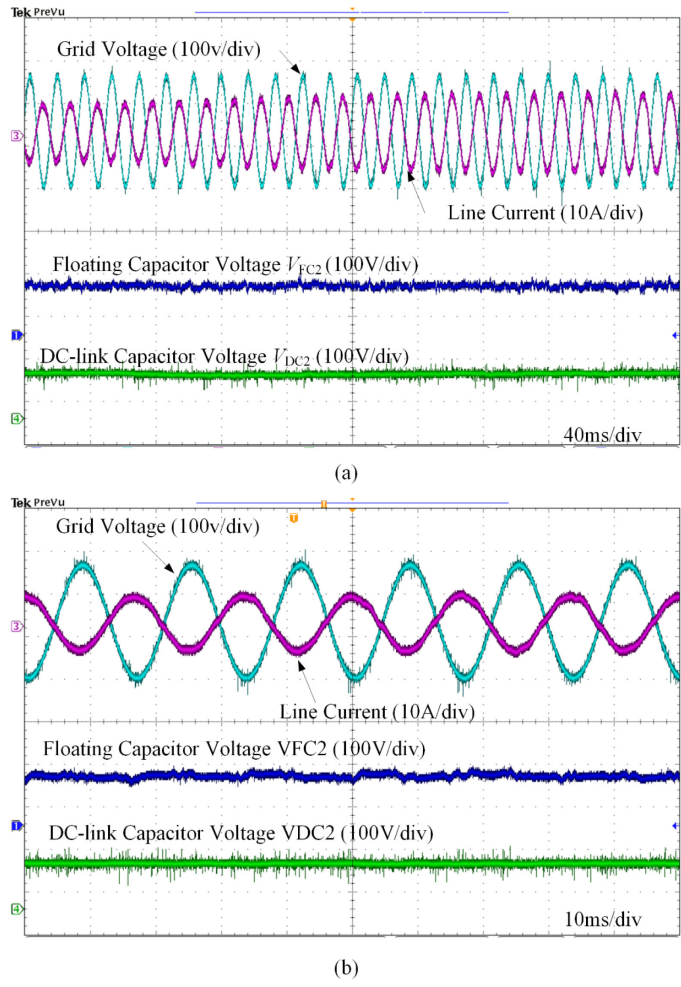 Tek PreVu
Grid Voltage (100v/div)
3
Line Current (10A/div)
Floating Capacitor Voltage VFC2 (100V/div)
1
DC-link Capacitor Voltage VDC2 (100V/div)
4
40ms/div
(a)
Tek PreVu
T
T
Grid Voltage (100v/div)
3
Line Current (10A/div)
Floating Capacitor Voltage VFC2 (100V/div)
1
DC-link Capacitor Voltage VDC2 (100V/div)
4
10ms/div
(b)